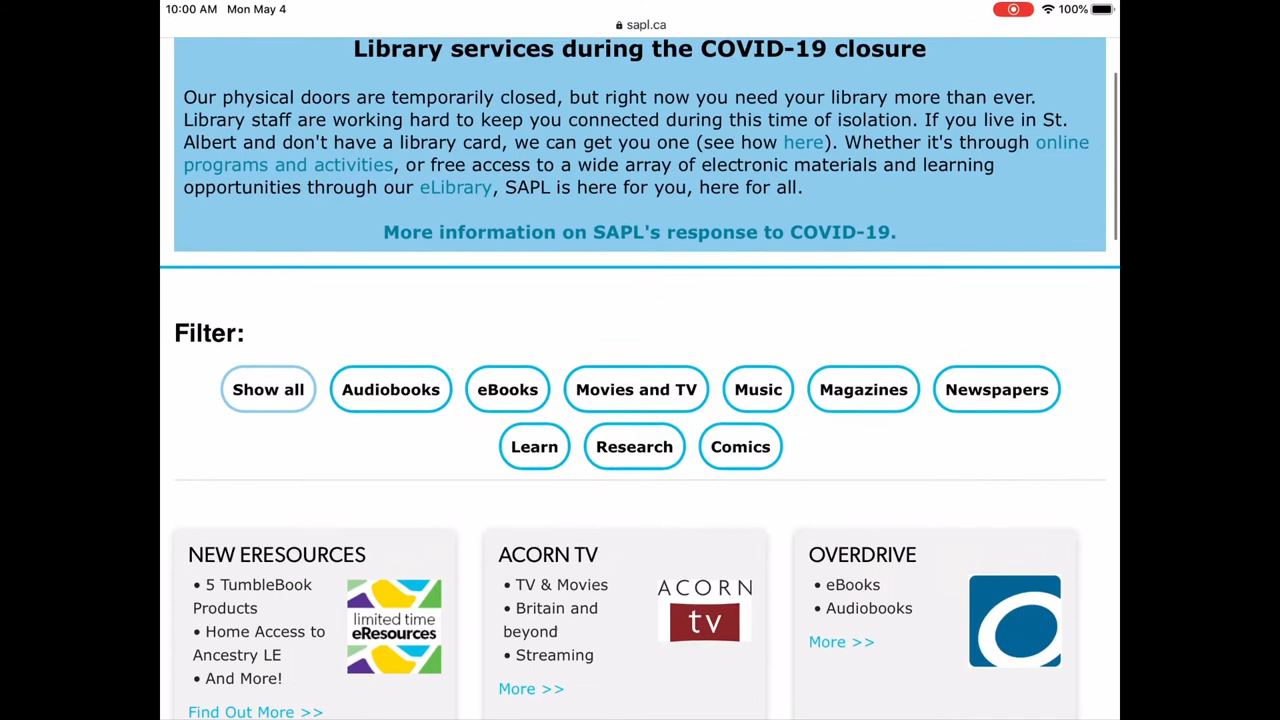 10:00 AM Mon May 4
100%
sapl.ca
Library services during the COVID-19 closure
Our physical doors are temporarily closed, but right now you need your library more than ever.
Library staff are working hard to keep you connected during this time of isolation. If you live in St.
Albert and don't have a library card, we can get you one (see how here). Whether it's through online
programs and activities, or free access to a wide array of electronic materials and learning
opportunities through our eLibrary, SAPL is here for you, here for all.
More information on SAPL's response to COVID-19.
Filter:
Show all Audiobooks eBooks Movies and TV Music Magazines Newspapers
Learn Research Comics
NEW ERESOURCES
• 5 TumbleBook
Products
• Home Access to
Ancestry LE
• And More!
Find Out More >>
limited time
eResources
ACORN TV
• TV & Movies
• Britain and
beyond
• Streaming
More >>
ACORN
tv
OVERDRIVE
• eBooks
• Audiobooks
More >>